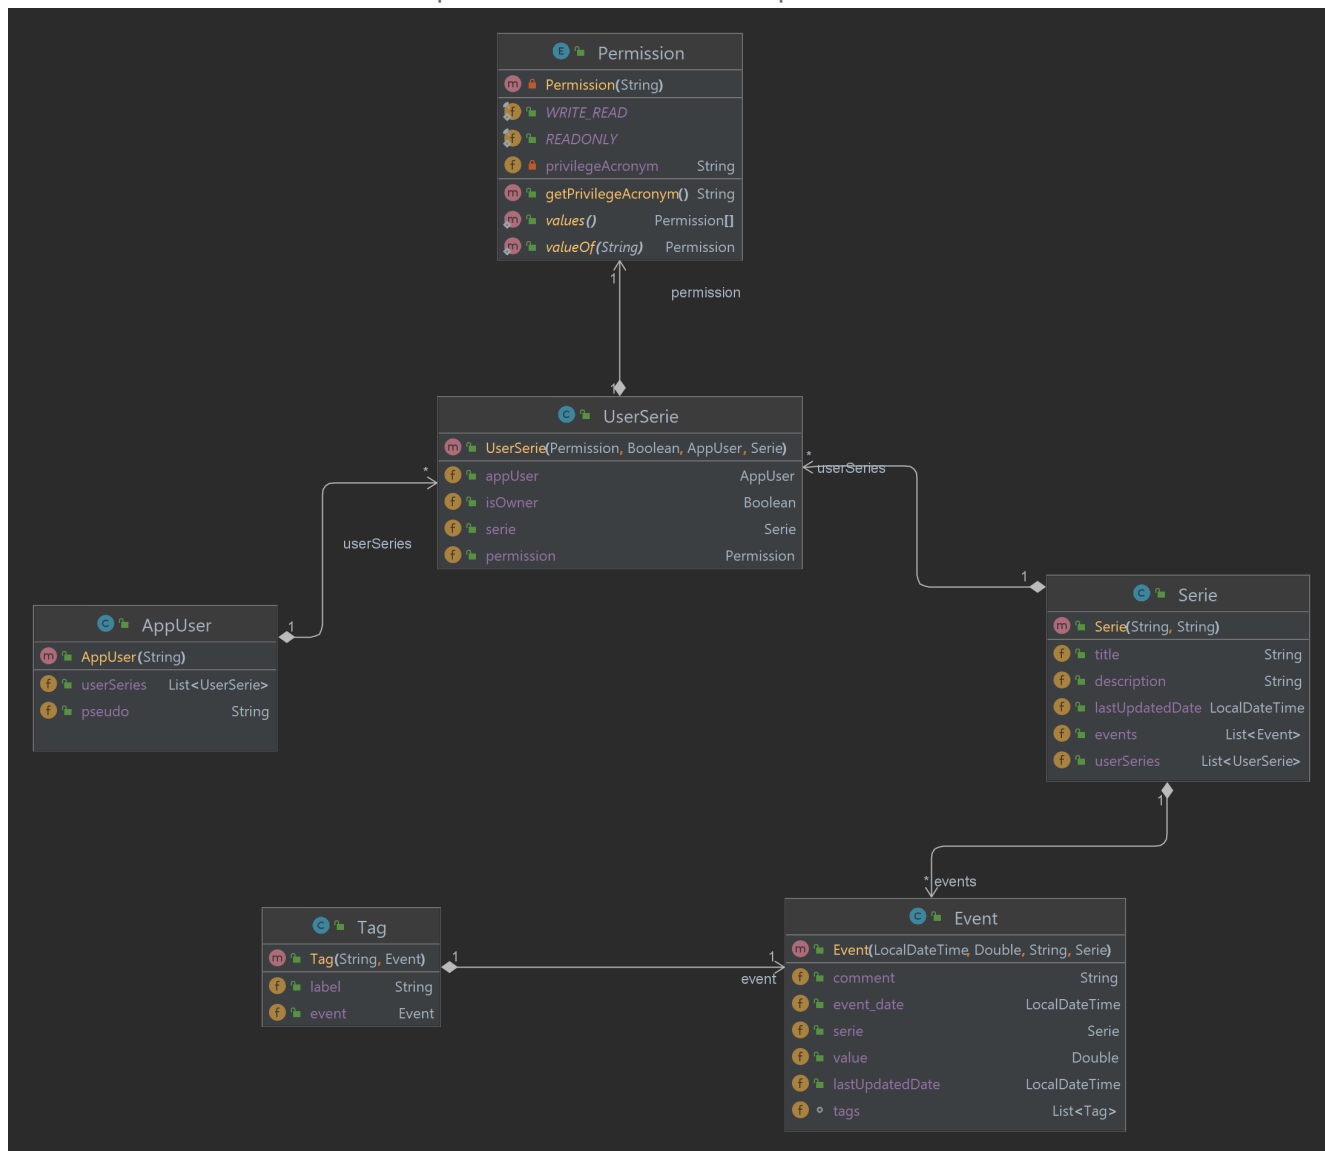 Permission
Permission(String)
WRITE_READ
READONLY
privilegeAcronym String
getPrivilegeAcronym() String
values() Permission[]
valueOf(String) Permission
1
permission
1
UserSerie
UserSerie(Permission, Boolean, AppUser, Serie)
appUser AppUser
isOwner Boolean
serie Serie
permission Permission
*
userSeries
*
userSeries
1
AppUser
AppUser(String)
userSeries List<UserSerie>
pseudo String
1
Serie
Serie(String, String)
title String
description String
lastUpdatedDate LocalDateTime
events List<Event>
userSeries List<UserSerie>
1
* events
Tag
Tag(String, Event)
label String
event Event
1
1
event
Event
Event(LocalDateTime, Double, String, Serie)
comment String
event_date LocalDateTime
serie Serie
value Double
lastUpdatedDate LocalDateTime
tags List<Tag>